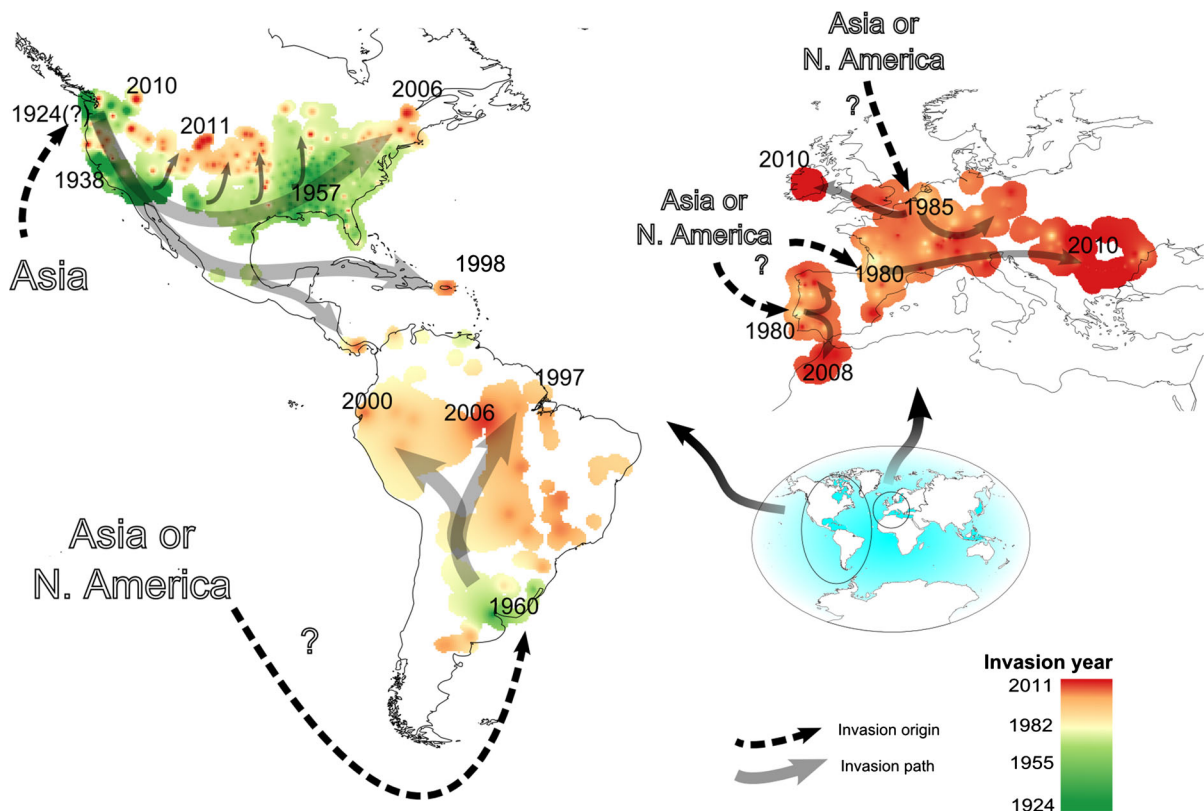 2010
2006
1924(?)
2011
1938
1957
Asia
1998
1997
2000
2006
Asia or
N. America
?
1960
Asia or
N. America
?
2010
1985
Asia or
N. America
?
1980
2010
1980
2008
Invasion year
2011
1982
1955
1924
Invasion origin
Invasion path